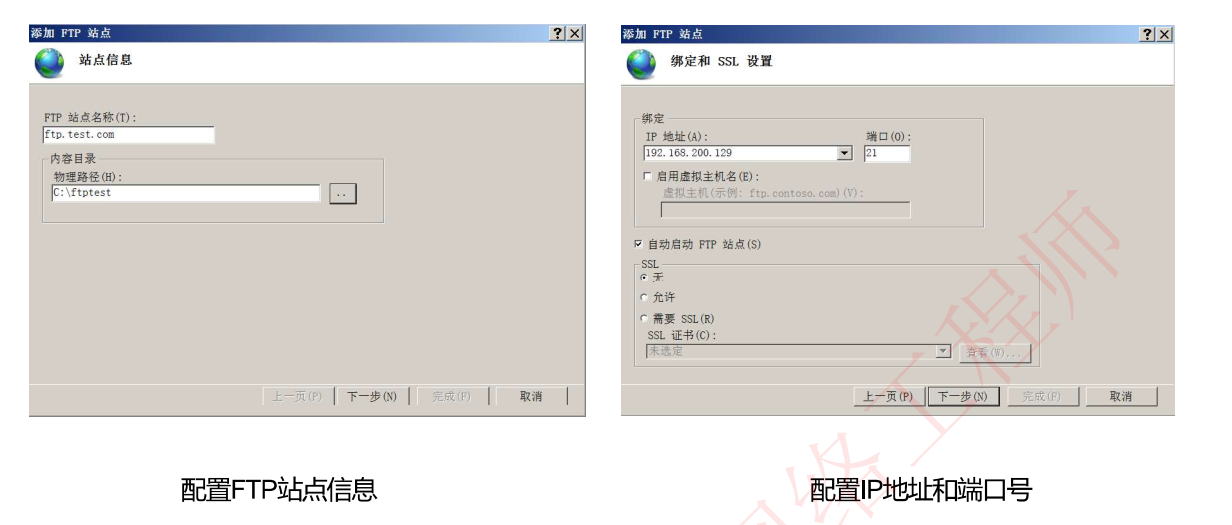 添加 FTP 站点
站点信息
FTP 站点名称(T):
ftp.test.com
内容目录
物理路径(H):
C:\ftptest
..
上一页(P)
下一步(N)
完成(F)
取消
配置FTP站点信息
添加 FTP 站点
绑定和 SSL 设置
绑定
IP 地址(A):
端口(O):
192.168.200.129
21
启用虚拟主机名(E):
虚拟主机(示例: ftp.contoso.com)(V):
自动启动 FTP 站点(S)
SSL
无
允许
需要 SSL(R)
SSL 证书(C):
未选定
查看(W)...
上一页(P)
下一步(N)
完成(F)
取消
配置IP地址和端口号
网络工程师